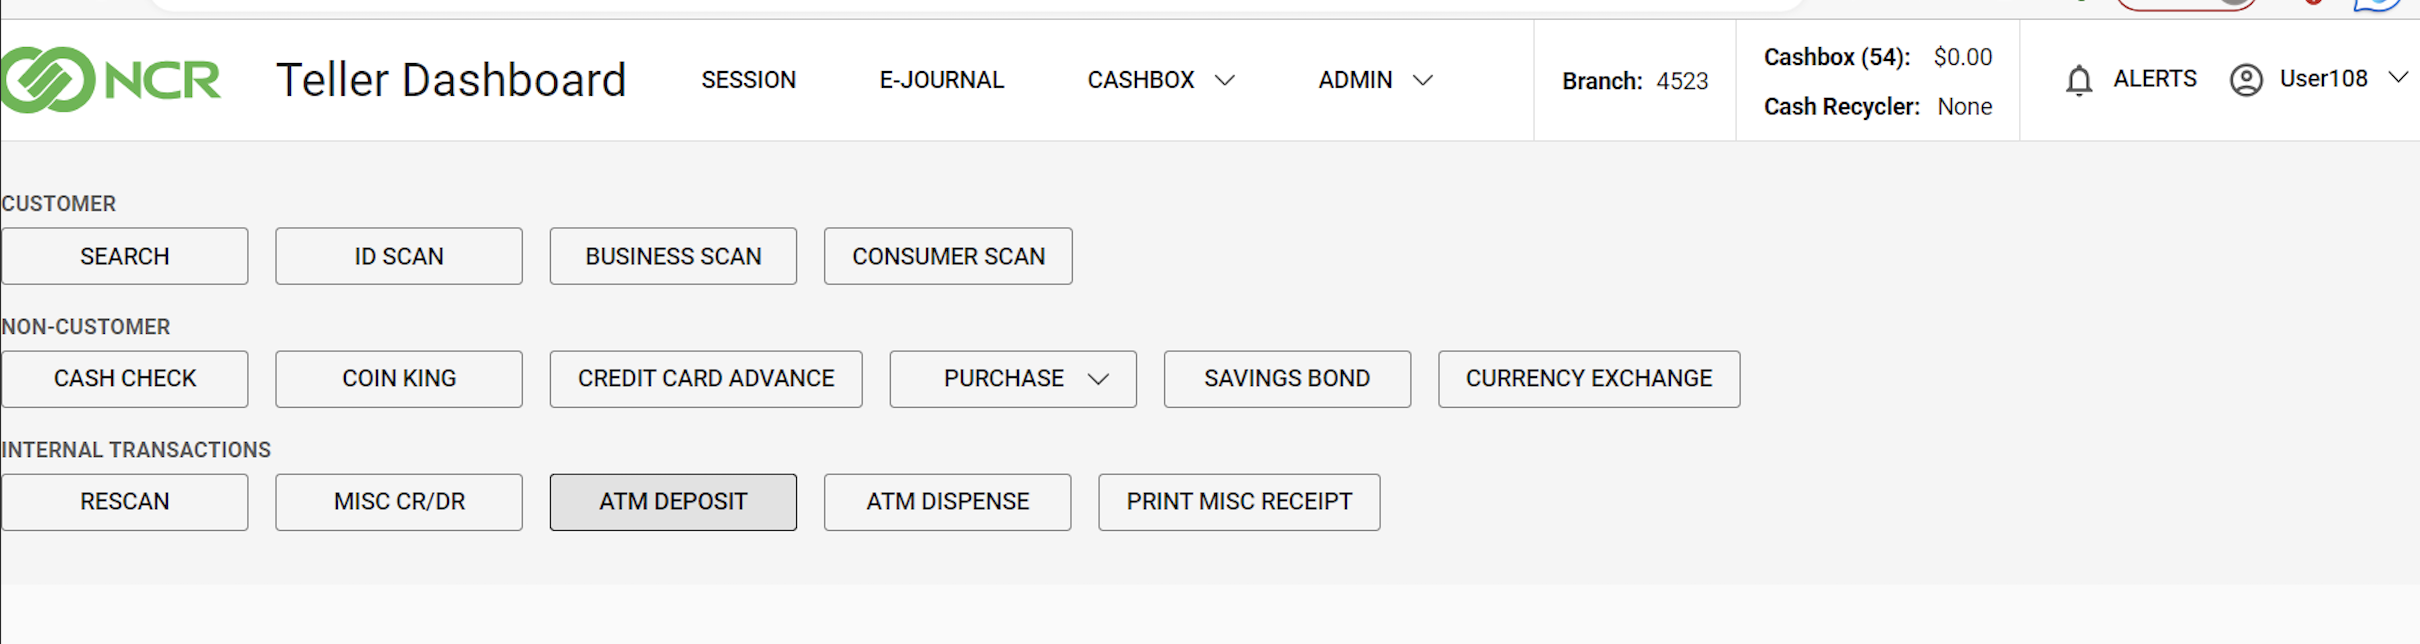 NCR Teller Dashboard SESSION E-JOURNAL CASHBOX ADMIN Branch: 4523 Cashbox (54): $0.00 ALERTS User108
Cash Recycler: None
CUSTOMER
SEARCH ID SCAN BUSINESS SCAN CONSUMER SCAN
NON-CUSTOMER
CASH CHECK COIN KING CREDIT CARD ADVANCE PURCHASE SAVINGS BOND CURRENCY EXCHANGE
INTERNAL TRANSACTIONS
RESCAN MISC CR/DR ATM DEPOSIT ATM DISPENSE PRINT MISC RECEIPT